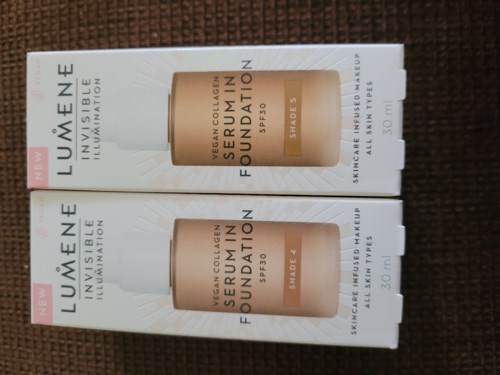 NEW
VEGAN
LUMENE
INVISIBLE
ILLUMINATION
VEGAN COLLAGEN
SERUM IN
FOUNDATION
SPF30
SHADE 5
SKINCARE INFUSED MAKEUP
ALL SKIN TYPES
30 ml
NEW
VEGAN
LUMENE
INVISIBLE
ILLUMINATION
VEGAN COLLAGEN
SERUM IN
FOUNDATION
SPF30
SHADE 4
SKINCARE INFUSED MAKEUP
ALL SKIN TYPES
30 ml